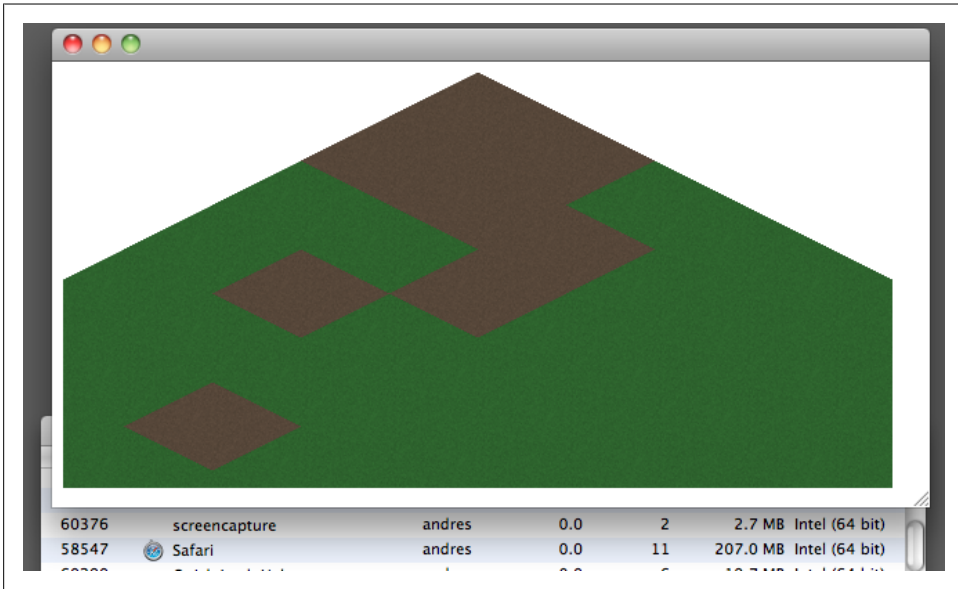 60376 screencapture andres 0.0 2 2.7 MB Intel (64 bit)
58547 Safari andres 0.0 11 207.0 MB Intel (64 bit)